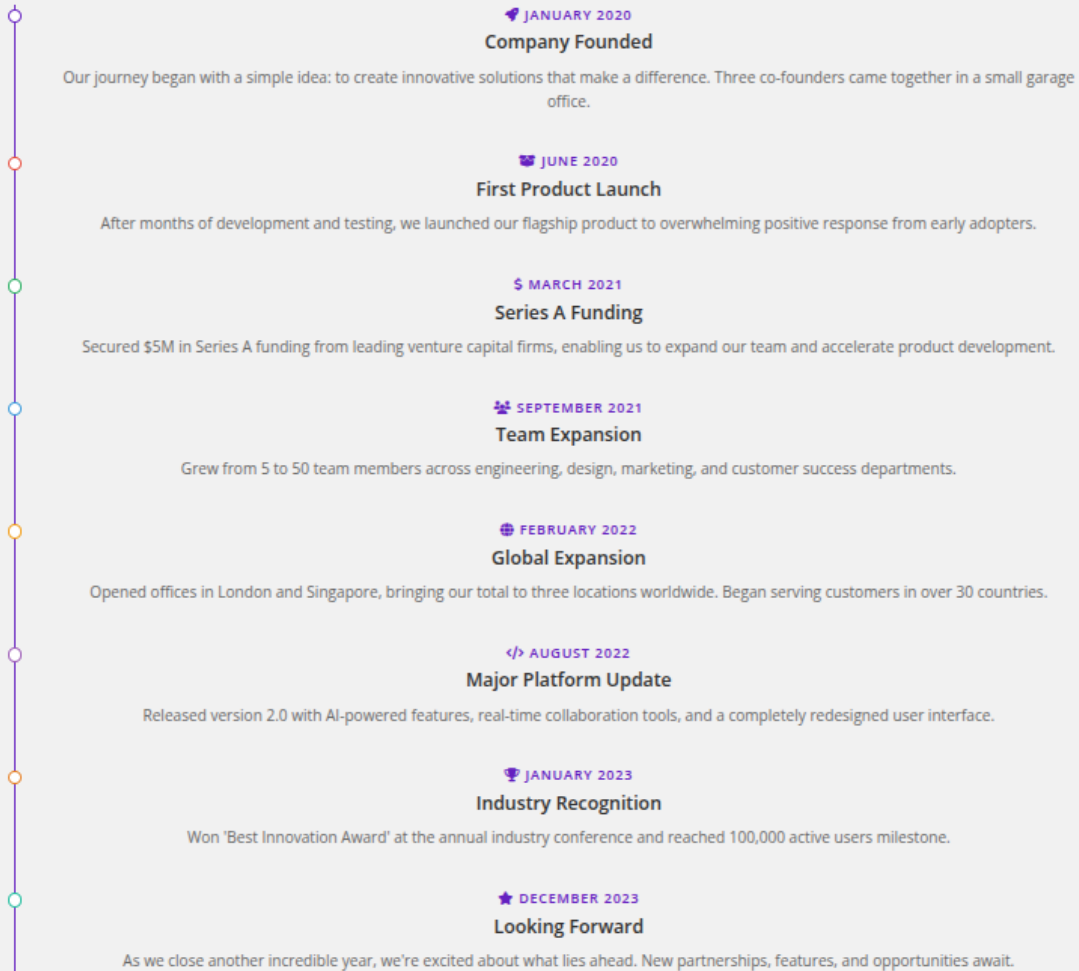 JANUARY 2020
Company Founded
Our journey began with a simple idea: to create innovative solutions that make a difference. Three co-founders came together in a small garage
office.
JUNE 2020
First Product Launch
After months of development and testing, we launched our flagship product to overwhelming positive response from early adopters.
$ MARCH 2021
Series A Funding
Secured $5M in Series A funding from leading venture capital firms, enabling us to expand our team and accelerate product development.
SEPTEMBER 2021
Team Expansion
Grew from 5 to 50 team members across engineering, design, marketing, and customer success departments.
FEBRUARY 2022
Global Expansion
Opened offices in London and Singapore, bringing our total to three locations worldwide. Began serving customers in over 30 countries.
</> AUGUST 2022
Major Platform Update
Released version 2.0 with AI-powered features, real-time collaboration tools, and a completely redesigned user interface.
JANUARY 2023
Industry Recognition
Won 'Best Innovation Award' at the annual industry conference and reached 100,000 active users milestone.
DECEMBER 2023
Looking Forward
As we close another incredible year, we're excited about what lies ahead. New partnerships, features, and opportunities await.